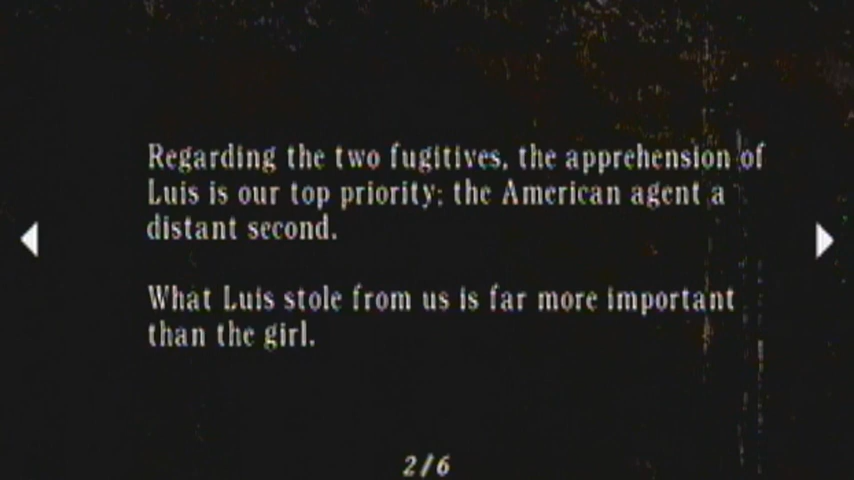 Regarding the two fugitives, the apprehension of
Luis is our top priority; the American agent a
distant second.
What Luis stole from us is far more important
than the girl.
2/6